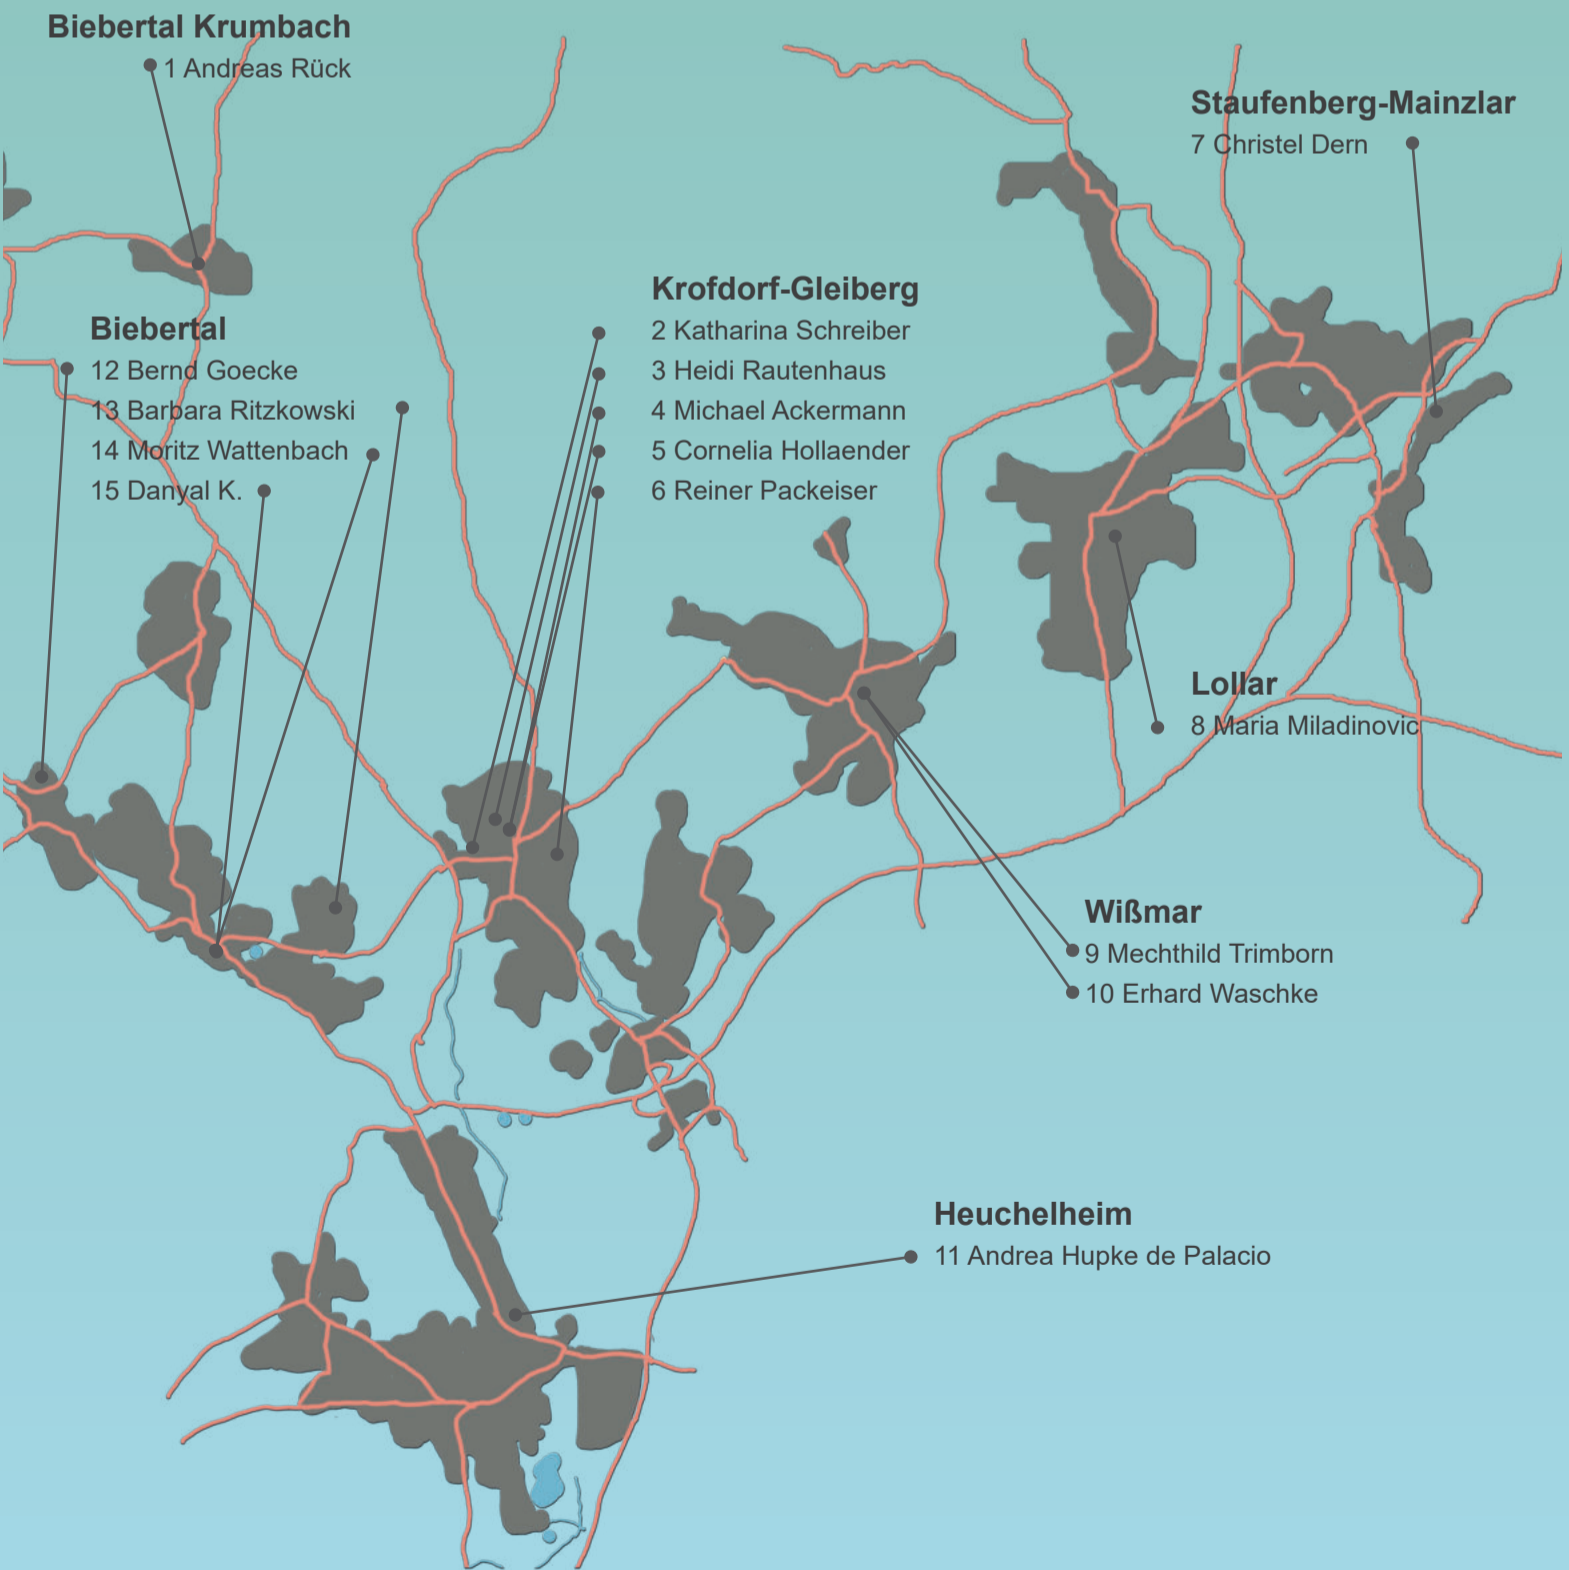 Biebertal Krumbach
1 Andreas Rück
Staufenberg-Mainzlar
7 Christel Dern
Krofdorf-Gleiberg
2 Katharina Schreiber
3 Heidi Rautenhaus
4 Michael Ackermann
5 Cornelia Hollaender
6 Reiner Packeiser
Biebertal
12 Bernd Goecke
13 Barbara Ritzkowski
14 Moritz Wattenbach
15 Danyal K.
Lollar
8 Maria Miladinovic
Wißmar
9 Mechthild Trimborn
10 Erhard Waschke
Heuchelheim
11 Andrea Hupke de Palacio